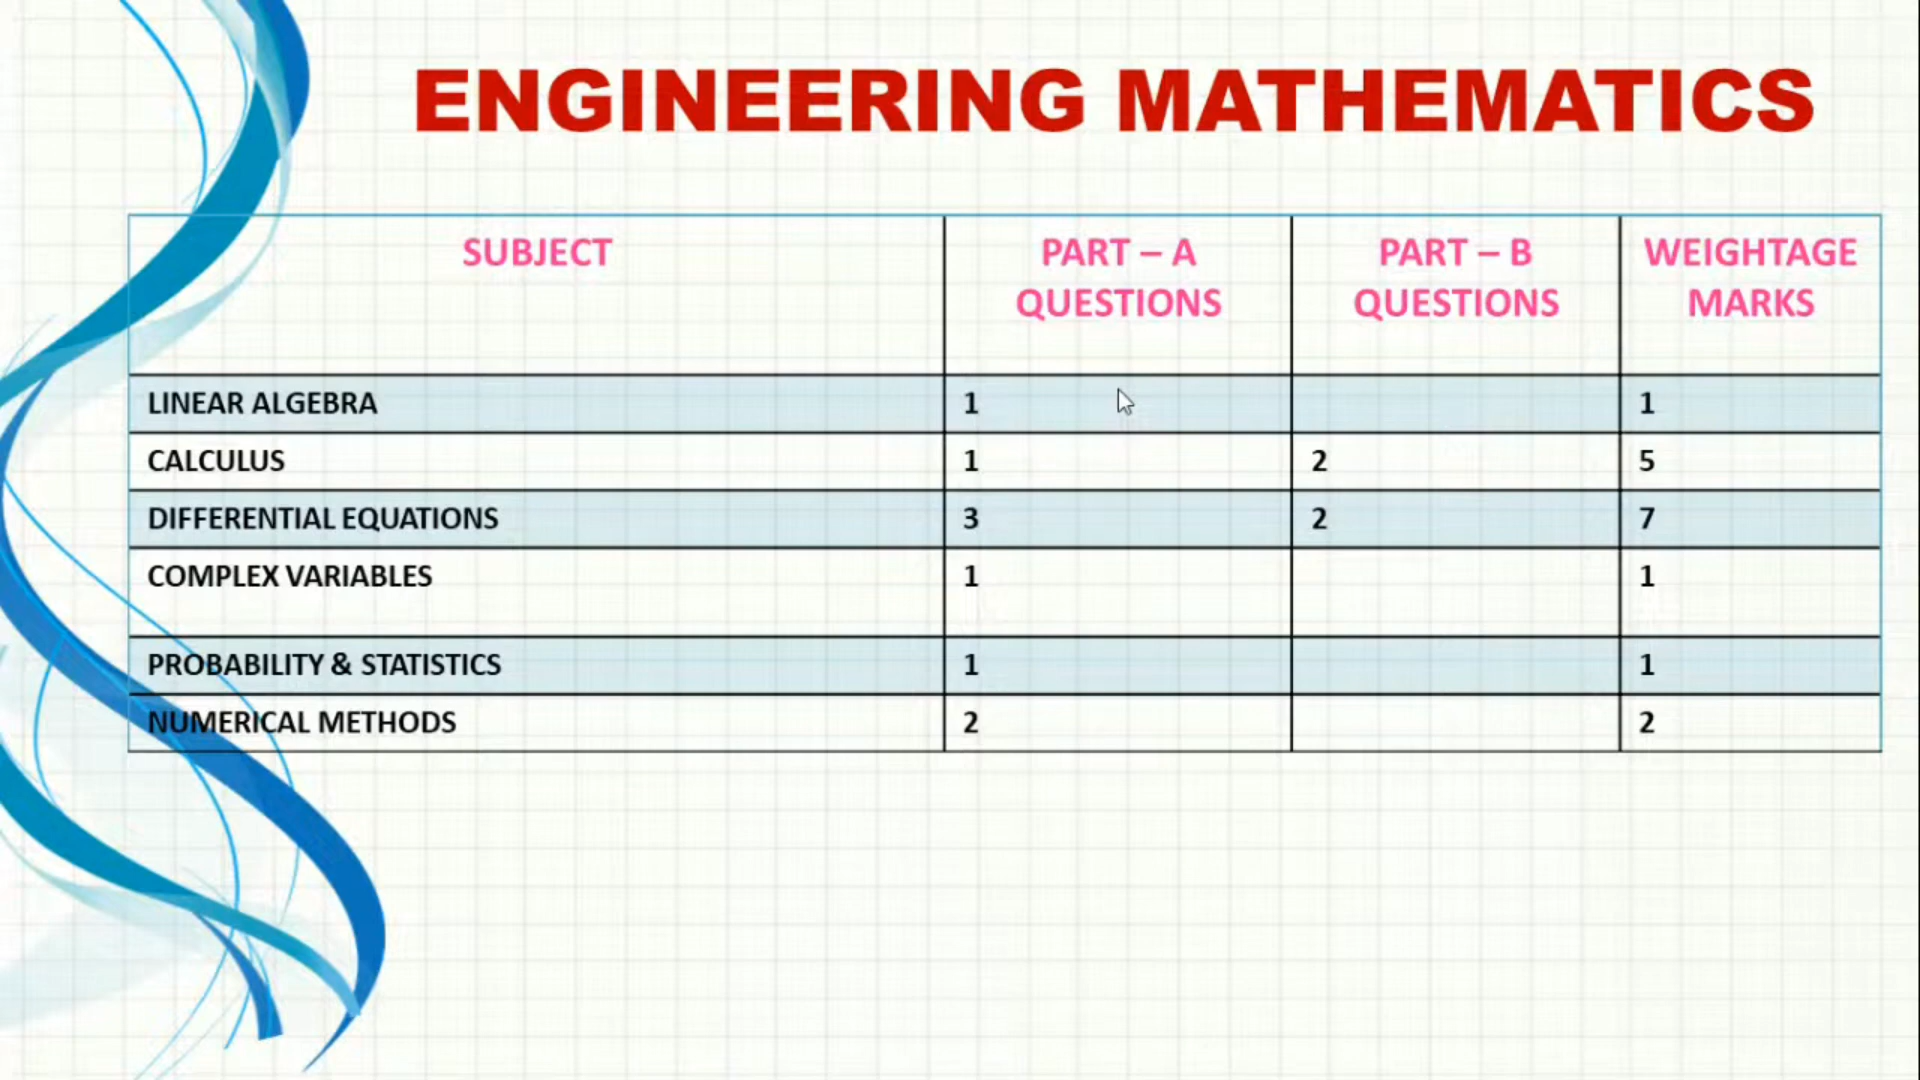 ENGINEERING MATHEMATICS
SUBJECT
PART – A
QUESTIONS
PART – B
QUESTIONS
WEIGHTAGE
MARKS
LINEAR ALGEBRA 1 1
CALCULUS 1 2 5
DIFFERENTIAL EQUATIONS 3 2 7
COMPLEX VARIABLES 1 1
PROBABILITY & STATISTICS 1 1
NUMERICAL METHODS 2 2